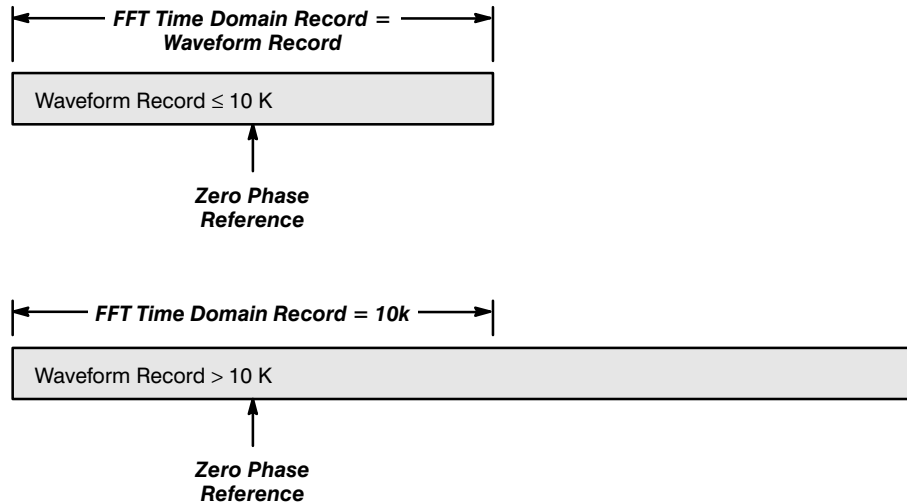 FFT Time Domain Record =
Waveform Record
Waveform Record ≤ 10 K
Zero Phase
Reference
FFT Time Domain Record = 10k
Waveform Record > 10 K
Zero Phase
Reference